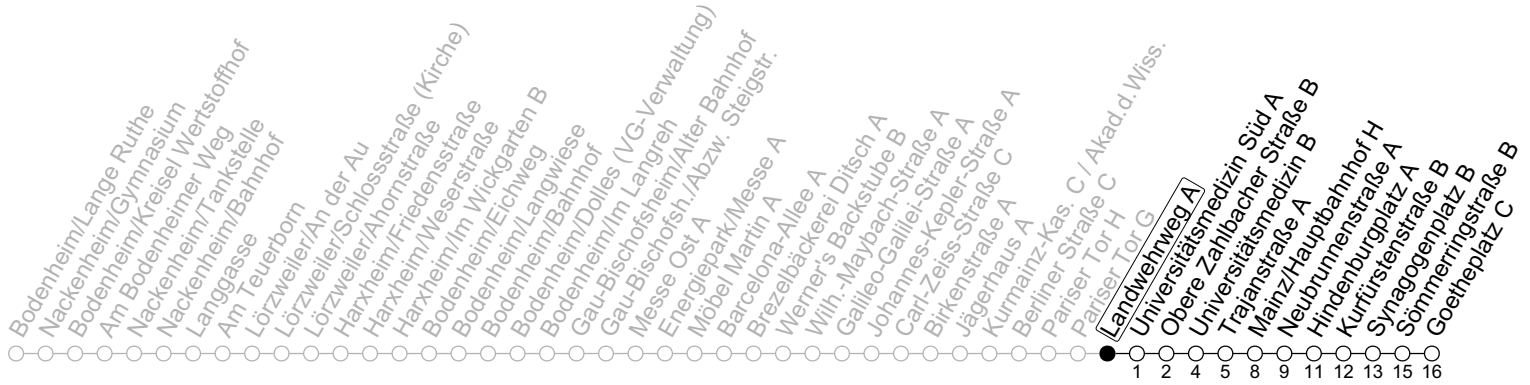 Bodenheim/Lange Ruthe
Nackenheim/Gymnasium
Bodenheim/Kreisel Wertstoffhof
Am Bodenheimer Weg
Nackenheim/Tankstelle
Nackenheim/Bahnhof
Langgasse
Am Teuerborn
Lörzweiler/An der Au
Lörzweiler/Schlossstraße (Kirche)
Lörzweiler/Ahornstraße
Harxheim/Friedensstraße
Harxheim/Weserstraße
Harxheim/Im Wickgarten B
Bodenheim/Eichweg
Bodenheim/Langwiese
Bodenheim/Bahnhof
Bodenheim/Dolles (VG-Verwaltung)
Bodenheim/Im Langreh
Gau-Bischofsheim/Alter Bahnhof
Gau-Bischofsh./Abzw. Steigstr.
Messe Ost A
Energiepark/Messe A
Möbel Martin A
Barcelona-Allee A
Brezelbäckerei Ditsch A
Werner's Backstube B
Wilh.-Maybach-Straße A
Galileo-Galilei-Straße A
Johannes-Kepler-Straße A
Carl-Zeiss-Straße C
Birkenstraße A
Jägerhaus A
Kurmainz-Kas. C / Akad.d.Wiss.
Berliner Straße C
Pariser Tor H
Pariser Tor G
Landwehrweg A
Universitätsmedizin Süd A
Obere Zahlbacher Straße B
Universitätsmedizin B
Trajanstraße A
Mainz/Hauptbahnhof H
Neubrunnenstraße A
Hindenburgplatz A
Kurfürstenstraße B
Synagogenplatz B
Sömmerringstraße B
Goetheplatz C
1 2 4 5 8 9 11 12 13 15 16